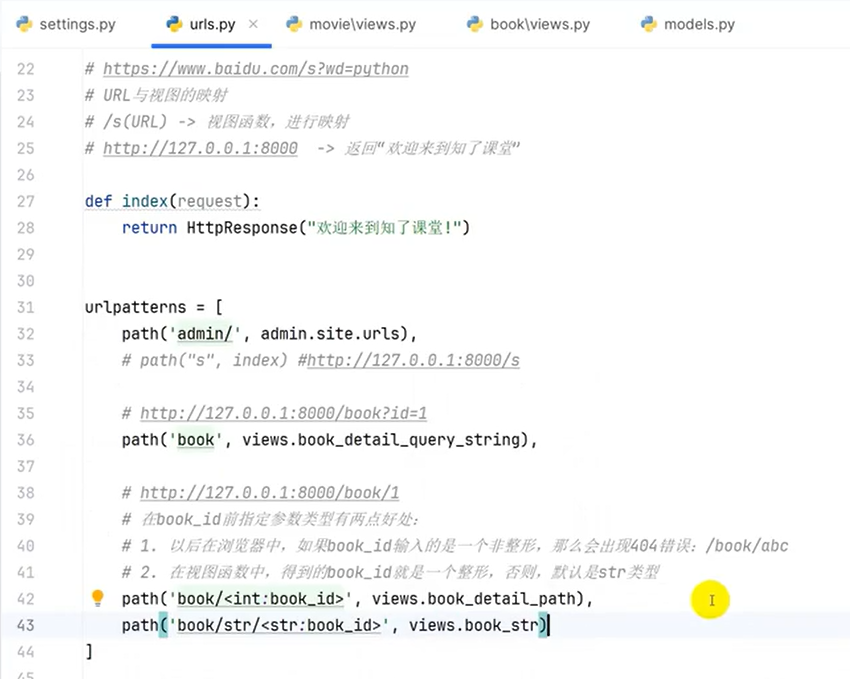 settings.py urls.py × movie\views.py book\views.py models.py
22 # https://www.baidu.com/s?wd=python
23 # URL与视图的映射
24 # /s(URL) -> 视图函数，进行映射
25 # http://127.0.0.1:8000 -> 返回“欢迎来到知了课堂”
26
27 def index(request):
28 return HttpResponse("欢迎来到知了课堂!")
29
30
31 urlpatterns = [
32 path('admin/', admin.site.urls),
33 # path("s", index) #http://127.0.0.1:8000/s
34
35 # http://127.0.0.1:8000/book?id=1
36 path('book', views.book_detail_query_string),
37
38 # http://127.0.0.1:8000/book/1
39 # 在book_id前指定参数类型有两点好处：
40 # 1. 以后在浏览器中，如果book_id输入的是一个非整形，那么会出现404错误：/book/abc
41 # 2. 在视图函数中，得到的book_id就是一个整形，否则，默认是str类型
42 path('book/<int:book_id>', views.book_detail_path),
43 path('book/str/<str:book_id>', views.book_str)
44 ]
45